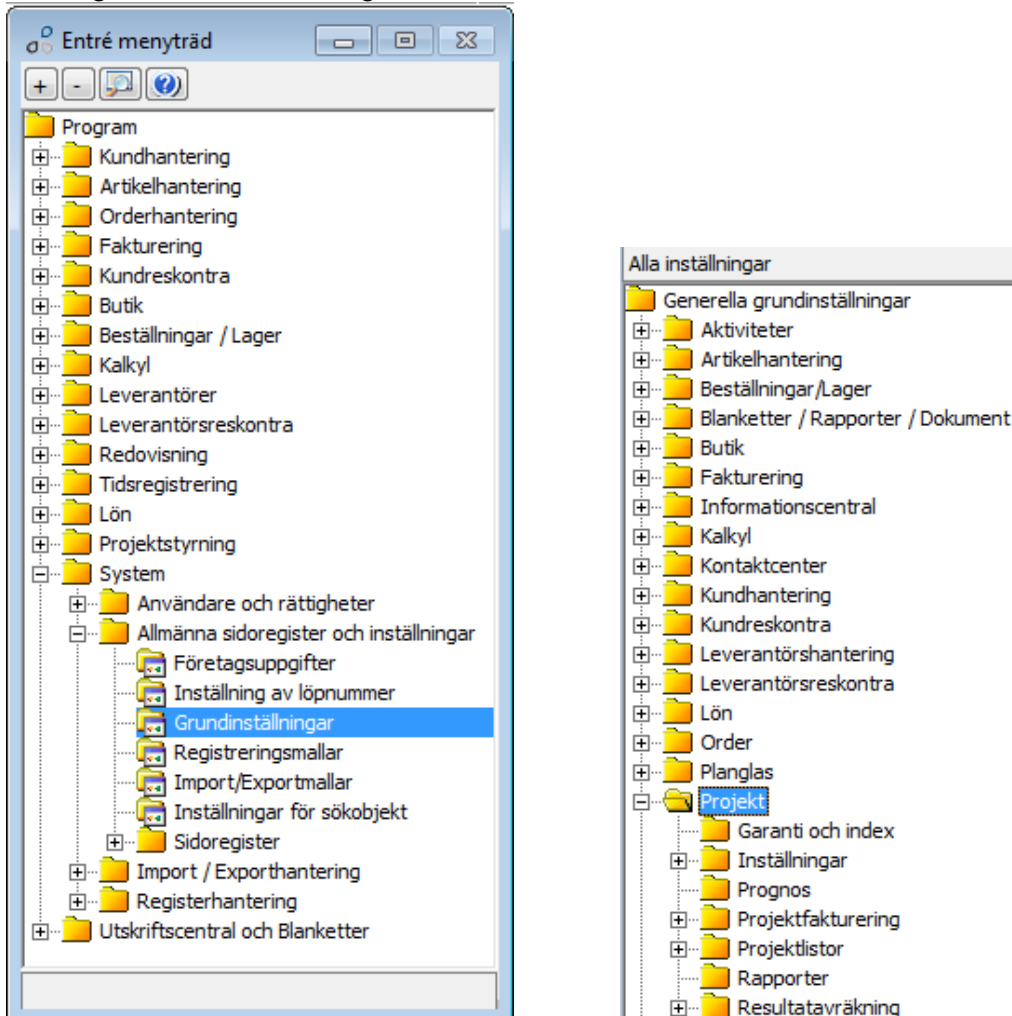 Entré menyträd
+ -
Program
Kundhantering
Artikelhantering
Orderhantering
Fakturering
Kundreskontra
Butik
Beställningar / Lager
Kalkyl
Leverantörer
Leverantörsreskontra
Redovisning
Tidsregistrering
Lön
Projektstyrning
System
Användare och rättigheter
Allmänna sidoregister och inställningar
Företagsuppgifter
Inställning av löpnummer
Grundinställningar
Registreringsmallar
Import/Exportmallar
Inställningar för sökobjekt
Sidoregister
Import / Exporthantering
Registerhantering
Utskriftscentral och Blanketter
Alla inställningar
Generella grundinställningar
Aktiviteter
Artikelhantering
Beställningar/Lager
Blanketter / Rapporter / Dokument
Butik
Fakturering
Informationscentral
Kalkyl
Kontaktcenter
Kundhantering
Kundreskontra
Leverantörshantering
Leverantörsreskontra
Lön
Order
Planglas
Projekt
Garanti och index
Inställningar
Prognos
Projektfakturering
Projektlistor
Rapporter
Resultatavräkning